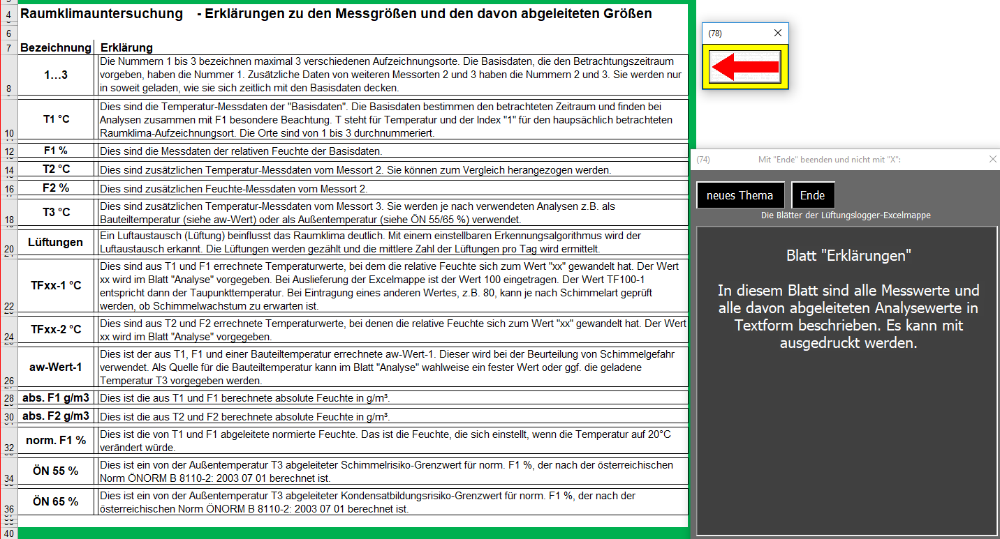 4 Raumklimauntersuchung - Erklärungen zu den Messgrößen und den davon abgeleiteten Größen
6
7 Bezeichnung Erklärung
Die Nummern 1 bis 3 bezeichnen maximal 3 verschiedenen Aufzeichnungsorte. Die Basisdaten, die den Betrachtungszeitraum
1…3 vorgeben, haben die Nummer 1. Zusätzliche Daten von weiteren Messorten 2 und 3 haben die Nummern 2 und 3. Sie werden nur
8 in soweit geladen, wie sie sich zeitlich mit den Basisdaten decken.
Dies sind die Temperatur-Messdaten der "Basisdaten". Die Basisdaten bestimmen den betrachteten Zeitraum und finden bei
T1 °C Analysen zusammen mit F1 besondere Beachtung. T steht für Temperatur und der Index "1" für den haupsächlich betrachteten
10 Raumklima-Aufzeichnungsort. Die Orte sind von 1 bis 3 durchnummeriert.
12 F1 % Dies sind die Messdaten der relativen Feuchte der Basisdaten.
14 T2 °C Dies sind zusätzlichen Temperatur-Messdaten vom Messort 2. Sie können zum Vergleich herangezogen werden.
16 F2 % Dies sind zusätzlichen Feuchte-Messdaten vom Messort 2.
T3 °C Dies sind zusätzlichen Temperatur-Messdaten vom Messort 3. Sie werden je nach verwendeten Analysen z.B. als
18 Bauteiltemperatur (siehe aw-Wert) oder als Außentemperatur (siehe ÖN 55/65 %) verwendet.
Lüftungen Ein Luftaustausch (Lüftung) beinflusst das Raumklima deutlich. Mit einem einstellbaren Erkennungsalgorithmus wird der
20 Luftaustausch erkannt. Die Lüftungen werden gezählt und die mittlere Zahl der Lüftungen pro Tag wird ermittelt.
Dies sind aus T1 und F1 errechnete Temperaturwerte, bei dem die relative Feuchte sich zum Wert "xx" gewandelt hat. Der Wert
TFxx-1 °C xx wird im Blatt "Analyse" vorgegeben. Bei Auslieferung der Excelmappe ist der Wert 100 eingetragen. Der Wert TF100-1
entspricht dann der Taupunkttemperatur. Bei Eintragung eines anderen Wertes, z.B. 80, kann je nach Schimmelart geprüft
22 werden, ob Schimmelwachstum zu erwarten ist.
TFxx-2 °C Dies sind aus T2 und F2 errechnete Temperaturwerte, bei denen die relative Feuchte sich zum Wert "xx" gewandelt hat. Der Wert
24 xx wird im Blatt "Analyse" vorgegeben.
Dies ist der aus T1, F1 und einer Bauteiltemperatur errechnete aw-Wert-1. Dieser wird bei der Beurteilung von Schimmelgefahr
aw-Wert-1 verwendet. Als Quelle für die Bauteiltemperatur kann im Blatt "Analyse" wahlweise ein fester Wert oder ggf. die geladene
26 Temperatur T3 vorgegeben werden.
28 abs. F1 g/m3 Dies ist die aus T1 und F1 berechnete absolute Feuchte in g/m³.
30 abs. F2 g/m3 Dies ist die aus T2 und F2 berechnete absolute Feuchte in g/m³.
norm. F1 % Dies ist die von T1 und F1 abgeleitete normierte Feuchte. Das ist die Feuchte, die sich einstellt, wenn die Temperatur auf 20°C
32 verändert würde.
ÖN 55 % Dies ist ein von der Außentemperatur T3 abgeleiteter Schimmelrisiko-Grenzwert für norm. F1 %, der nach der österreichischen
34 Norm ÖNORM B 8110-2: 2003 07 01 berechnet ist.
ÖN 65 % Dies ist ein von der Außentemperatur T3 abgeleiteter Kondensatbildungsrisiko-Grenzwert für norm. F1 %, der nach der
36 österreichischen Norm ÖNORM B 8110-2: 2003 07 01 berechnet ist.
40
(78)
(74) Mit "Ende" beenden und nicht mit "X":
neues Thema Ende
Die Blätter der Lüftungslogger-Excelmappe
Blatt "Erklärungen"
In diesem Blatt sind alle Messwerte und
alle davon abgeleiteten Analysewerte in
Textform beschrieben. Es kann mit
ausgedruckt werden.